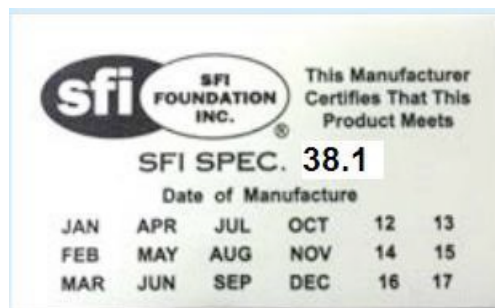 sfi
SFI
FOUNDATION
INC.
®
This Manufacturer
Certifies That This
Product Meets
SFI SPEC. 38.1
Date of Manufacture
JAN APR JUL OCT 12 13
FEB MAY AUG NOV 14 15
MAR JUN SEP DEC 16 17